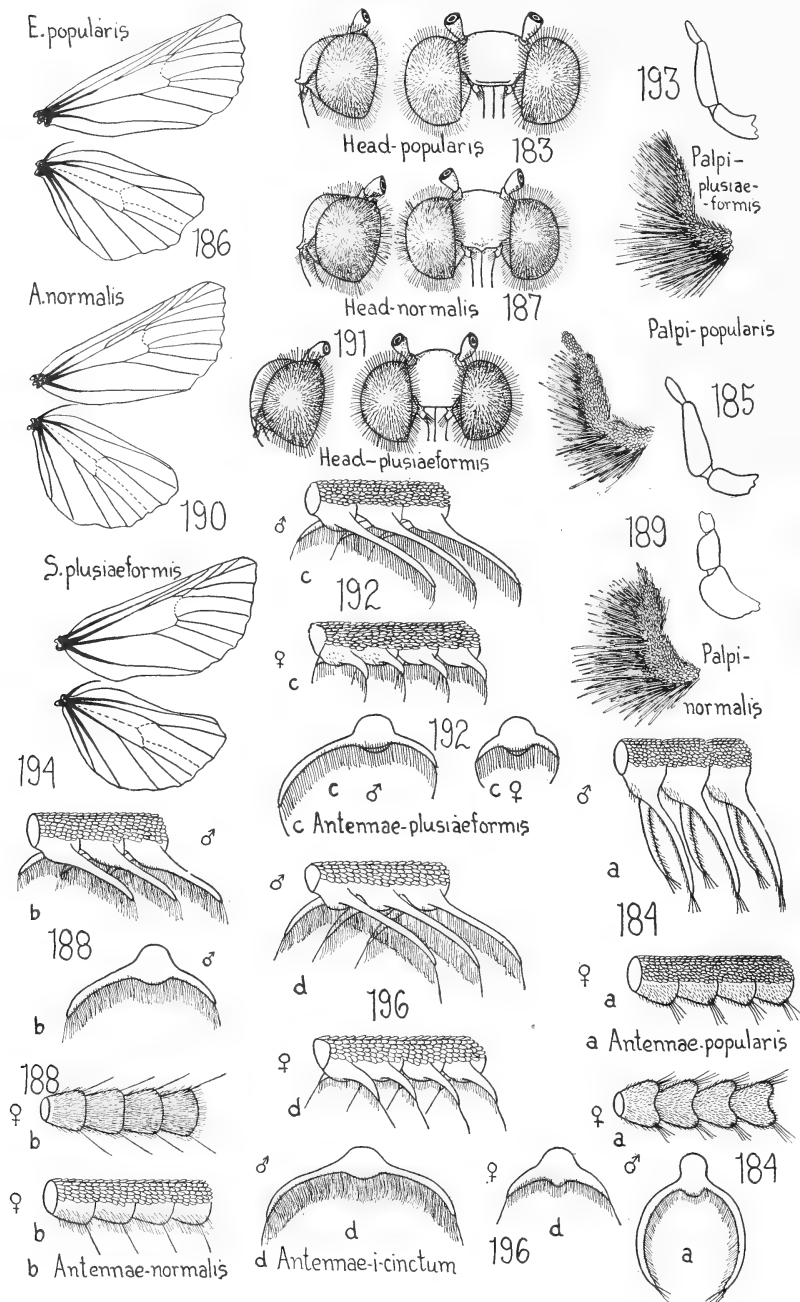 E. popularis
186
A. normalis
190
S. plusiaeformis
194
♂
b
188
♂
b
188
♀
b
♀
b
b Antennae-normalis
Head-popularis 183
Head-normalis 187
191
Head-plusiaeformis
♂
c
192
♀
c
192
c ♂
c ♀
c Antennae-plusiaeformis
♂
d
196
♀
d
♂
d
d Antennae-i-cinctum
♀
d
196
193
Palpi-
plusiae-
-formis
Palpi-popularis
185
189
Palpi-
normalis
♂
a
184
♀
a
a Antennae-popularis
♀
a
♂
184
a